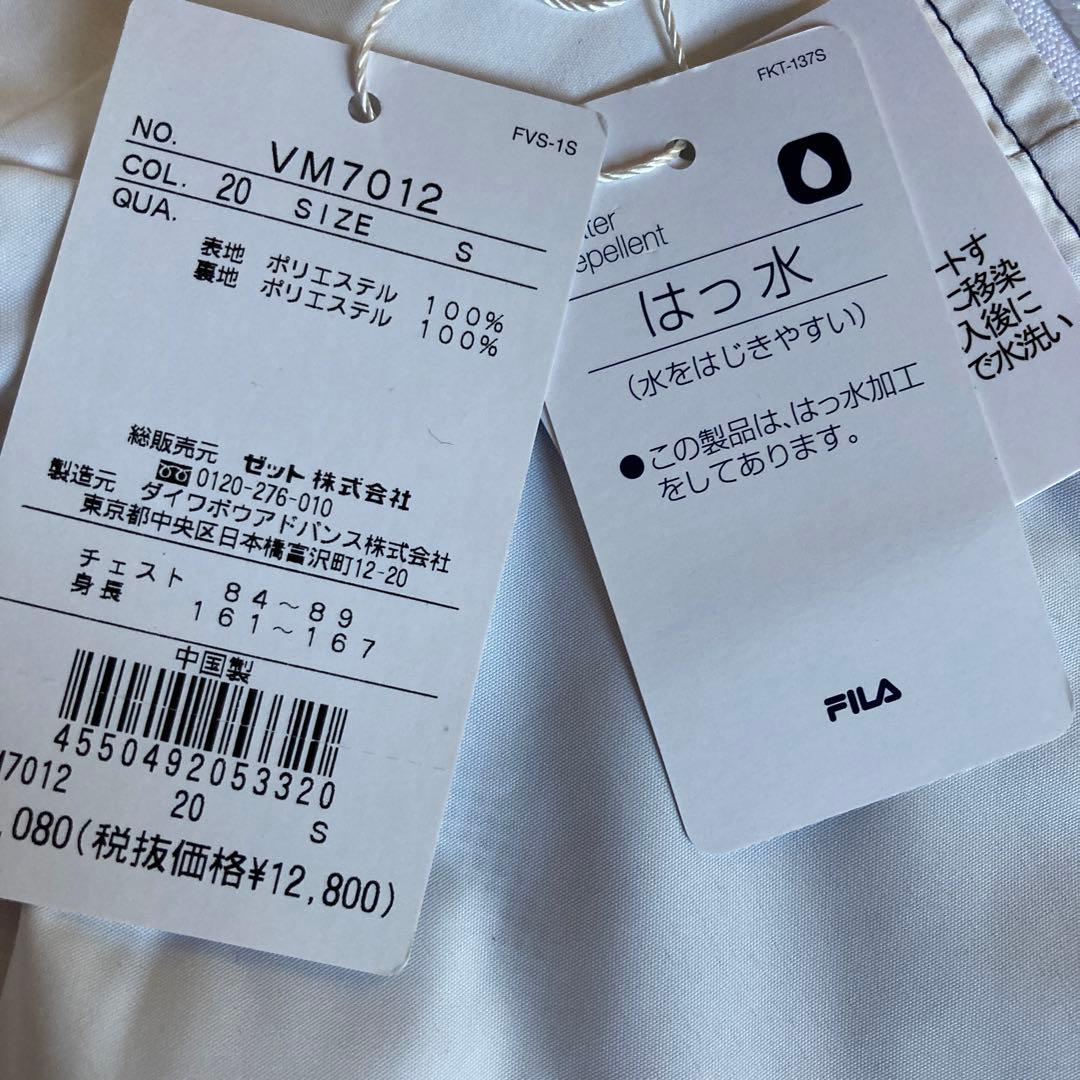 FVS-1S
NO. VM7012
COL. 20 SIZE S
QUA.
表地 ポリエステル 100%
裏地 ポリエステル 100%
総販売元 ゼット株式会社
0120-276-010
製造元 ダイワボウアドバンス株式会社
東京都中央区日本橋富沢町12-20
チェスト 84~89
身長 161~167
中国製
4550492053320
7012 20 S
,080(税抜価格¥12,800)
FKT-137S
epellent
はっ水
(水をはじきやすい)
●この製品は、はっ水加工
をしてあります。
FILA
ートす
移染
入後に
で水洗い